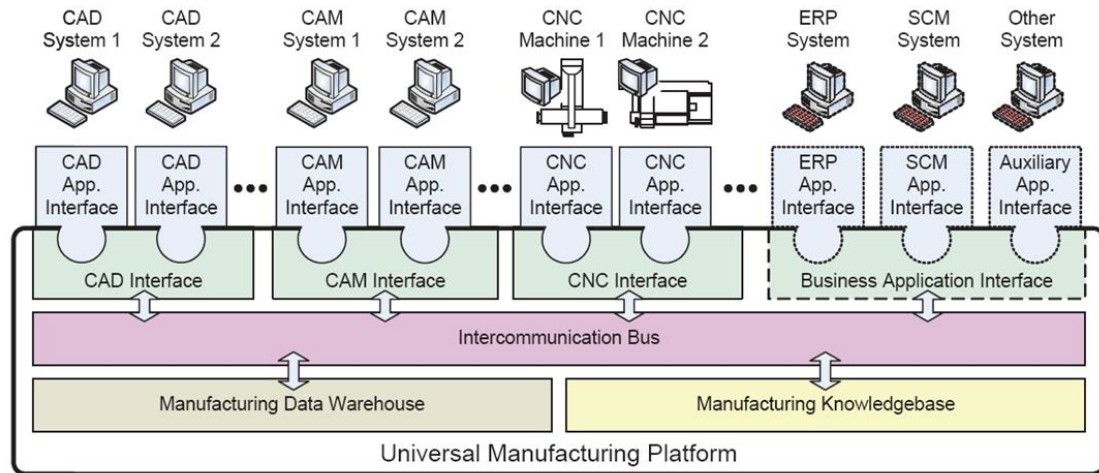 CAD
System 1
CAD
System 2
CAM
System 1
CAM
System 2
CNC
Machine 1
CNC
Machine 2
ERP
System
SCM
System
Other
System
CAD
App.
Interface
CAD
App.
Interface
CAM
App.
Interface
CAM
App.
Interface
CNC
App.
Interface
CNC
App.
Interface
ERP
App.
Interface
SCM
App.
Interface
Auxiliary
App.
Interface
CAD Interface
CAM Interface
CNC Interface
Business Application Interface
Intercommunication Bus
Manufacturing Data Warehouse
Manufacturing Knowledgebase
Universal Manufacturing Platform